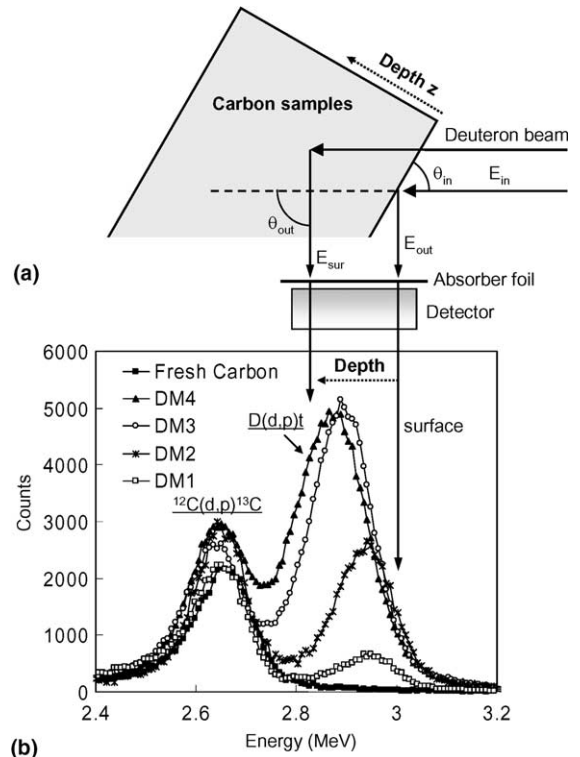 Depth z
Carbon samples
Deuteron beam
θin
Ein
θout
Esur
Eout
Absorber foil
(a)
Detector
6000
5000
4000
3000
2000
1000
0
Counts
Fresh Carbon
DM4
DM3
DM2
DM1
Depth
D(d,p)t
surface
12C(d,p)13C
2.4 2.6 2.8 3 3.2
Energy (MeV)
(b)